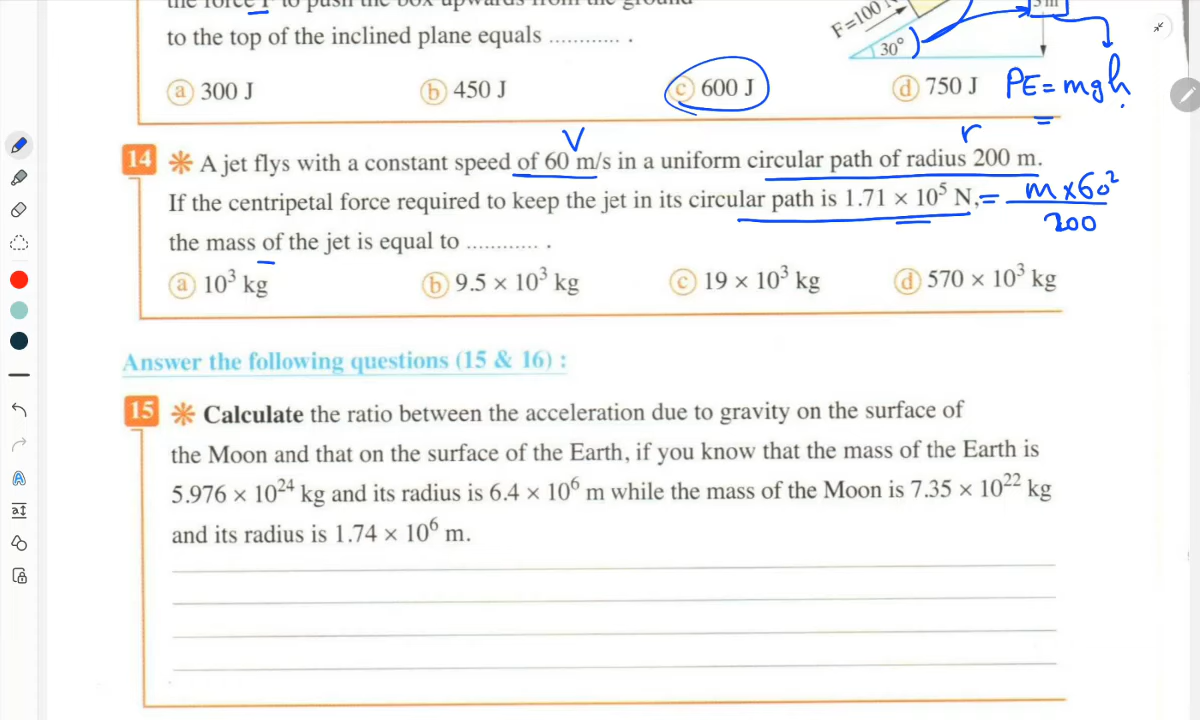 to the top of the inclined plane equals ............ .
F=100
30°
3 m
a 300 J b 450 J c 600 J d 750 J
PE = mgh
V r
14 * A jet flys with a constant speed of 60 m/s in a uniform circular path of radius 200 m.
If the centripetal force required to keep the jet in its circular path is 1.71 × 10⁵ N, = m×60² / 200
the mass of the jet is equal to ............ .
a 10³ kg b 9.5 × 10³ kg c 19 × 10³ kg d 570 × 10³ kg
Answer the following questions (15 & 16) :
15 * Calculate the ratio between the acceleration due to gravity on the surface of
the Moon and that on the surface of the Earth, if you know that the mass of the Earth is
5.976 × 10²⁴ kg and its radius is 6.4 × 10⁶ m while the mass of the Moon is 7.35 × 10²² kg
and its radius is 1.74 × 10⁶ m.